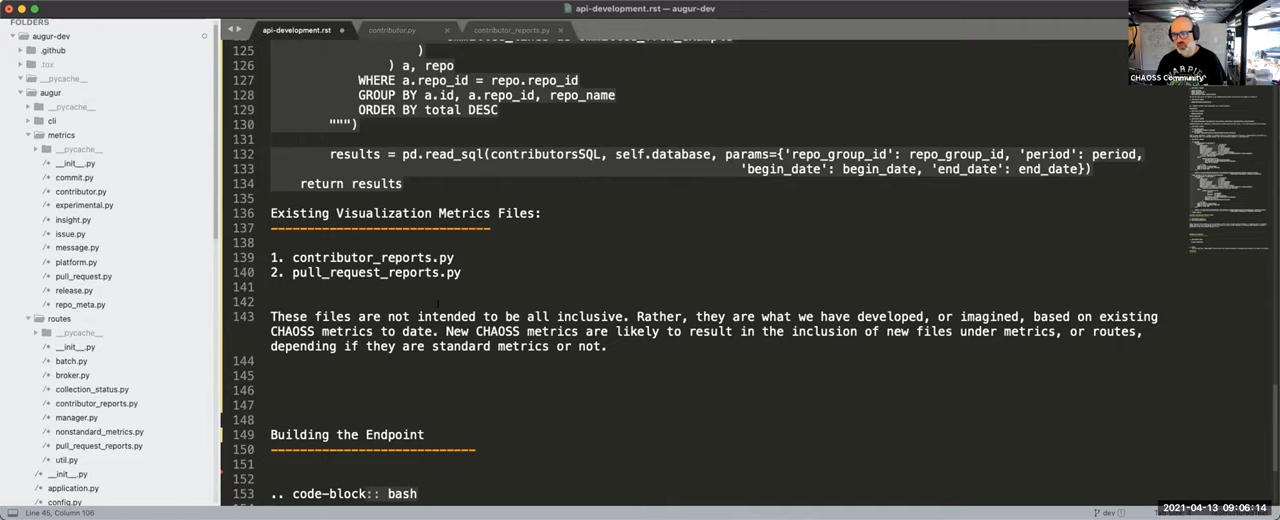 api-development.rst — augur-dev
FOLDERS
augur-dev
.github
.tox
__pycache__
augur
__pycache__
cli
metrics
__pycache__
__init__.py
commit.py
contributor.py
experimental.py
insight.py
issue.py
message.py
platform.py
pull_request.py
release.py
repo_meta.py
routes
__pycache__
__init__.py
batch.py
broker.py
collection_status.py
contributor_reports.py
manager.py
nonstandard_metrics.py
pull_request_reports.py
util.py
__init__.py
application.py
config.py
api-development.rst
contributor.py
contributor_reports.py
125 )
126 ) a, repo
127 WHERE a.repo_id = repo.repo_id
128 GROUP BY a.id, a.repo_id, repo_name
129 ORDER BY total DESC
130 """)
131
132 results = pd.read_sql(contributorsSQL, self.database, params={'repo_group_id': repo_group_id, 'period': period,
133 'begin_date': begin_date, 'end_date': end_date})
134 return results
135
136 Existing Visualization Metrics Files:
137 ------------------------------
138
139 1. contributor_reports.py
140 2. pull_request_reports.py
141
142
143 These files are not intended to be all inclusive. Rather, they are what we have developed, or imagined, based on existing
CHAOSS metrics to date. New CHAOSS metrics are likely to result in the inclusion of new files under metrics, or routes,
depending if they are standard metrics or not.
144
145
146
147
148
149 Building the Endpoint
150 ----------------------------
151
152
153 .. code-block:: bash
CHAOSS Community
Line 45, Column 106
dev
2021-04-13 09:06:14